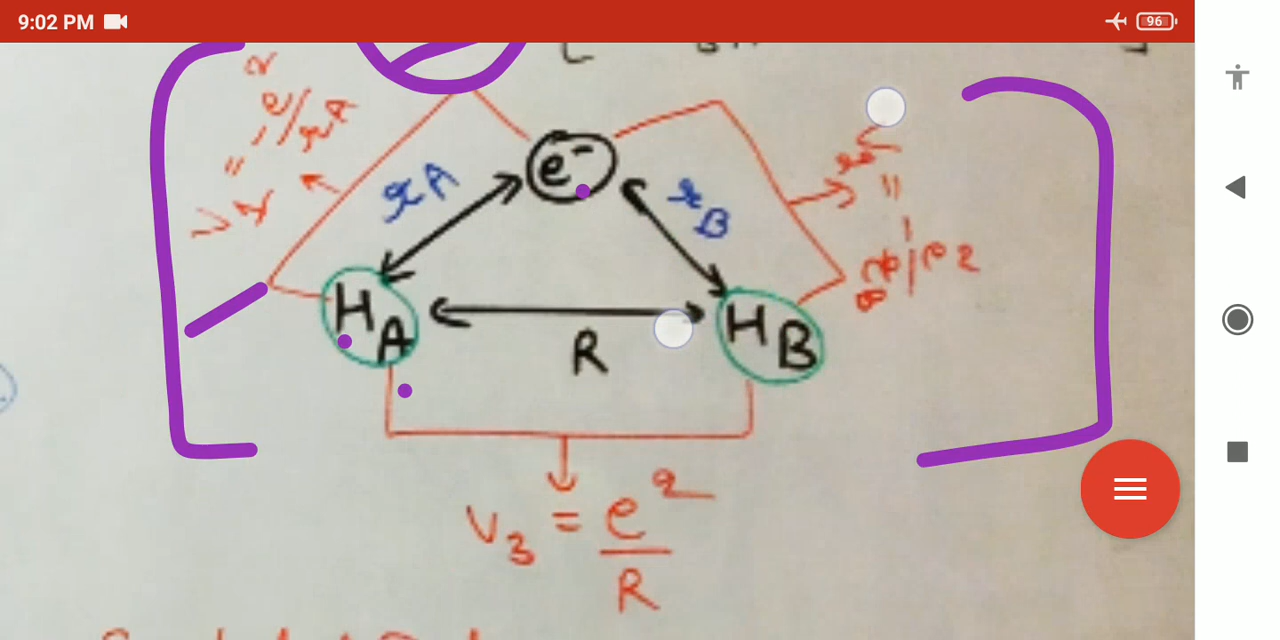 9:02 PM
96
e⁻
rA
rB
V1 = -e²/rA
HA
HB
R
V3 = e²/R